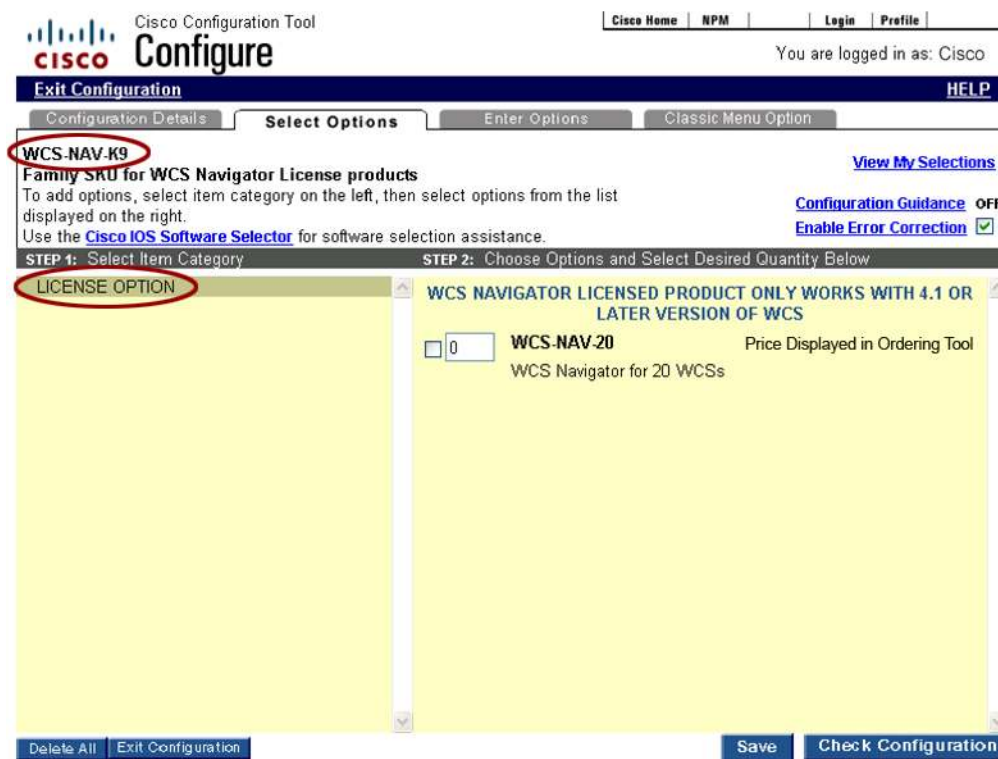 Cisco Configuration Tool
Cisco Home | NPM | | Login | Profile |
CISCO
Configure
You are logged in as: Cisco
Exit Configuration
HELP
Configuration Details
Select Options
Enter Options
Classic Menu Option
WCS-NAV-K9
Family SKU for WCS Navigator License products
View My Selections
To add options, select item category on the left, then select options from the list
displayed on the right.
Configuration Guidance OFF
Use the Cisco IOS Software Selector for software selection assistance.
Enable Error Correction
STEP 1: Select Item Category
STEP 2: Choose Options and Select Desired Quantity Below
LICENSE OPTION
WCS NAVIGATOR LICENSED PRODUCT ONLY WORKS WITH 4.1 OR
LATER VERSION OF WCS
0 WCS-NAV-20 Price Displayed in Ordering Tool
WCS Navigator for 20 WCSs
Delete All
Exit Configuration
Save
Check Configuration